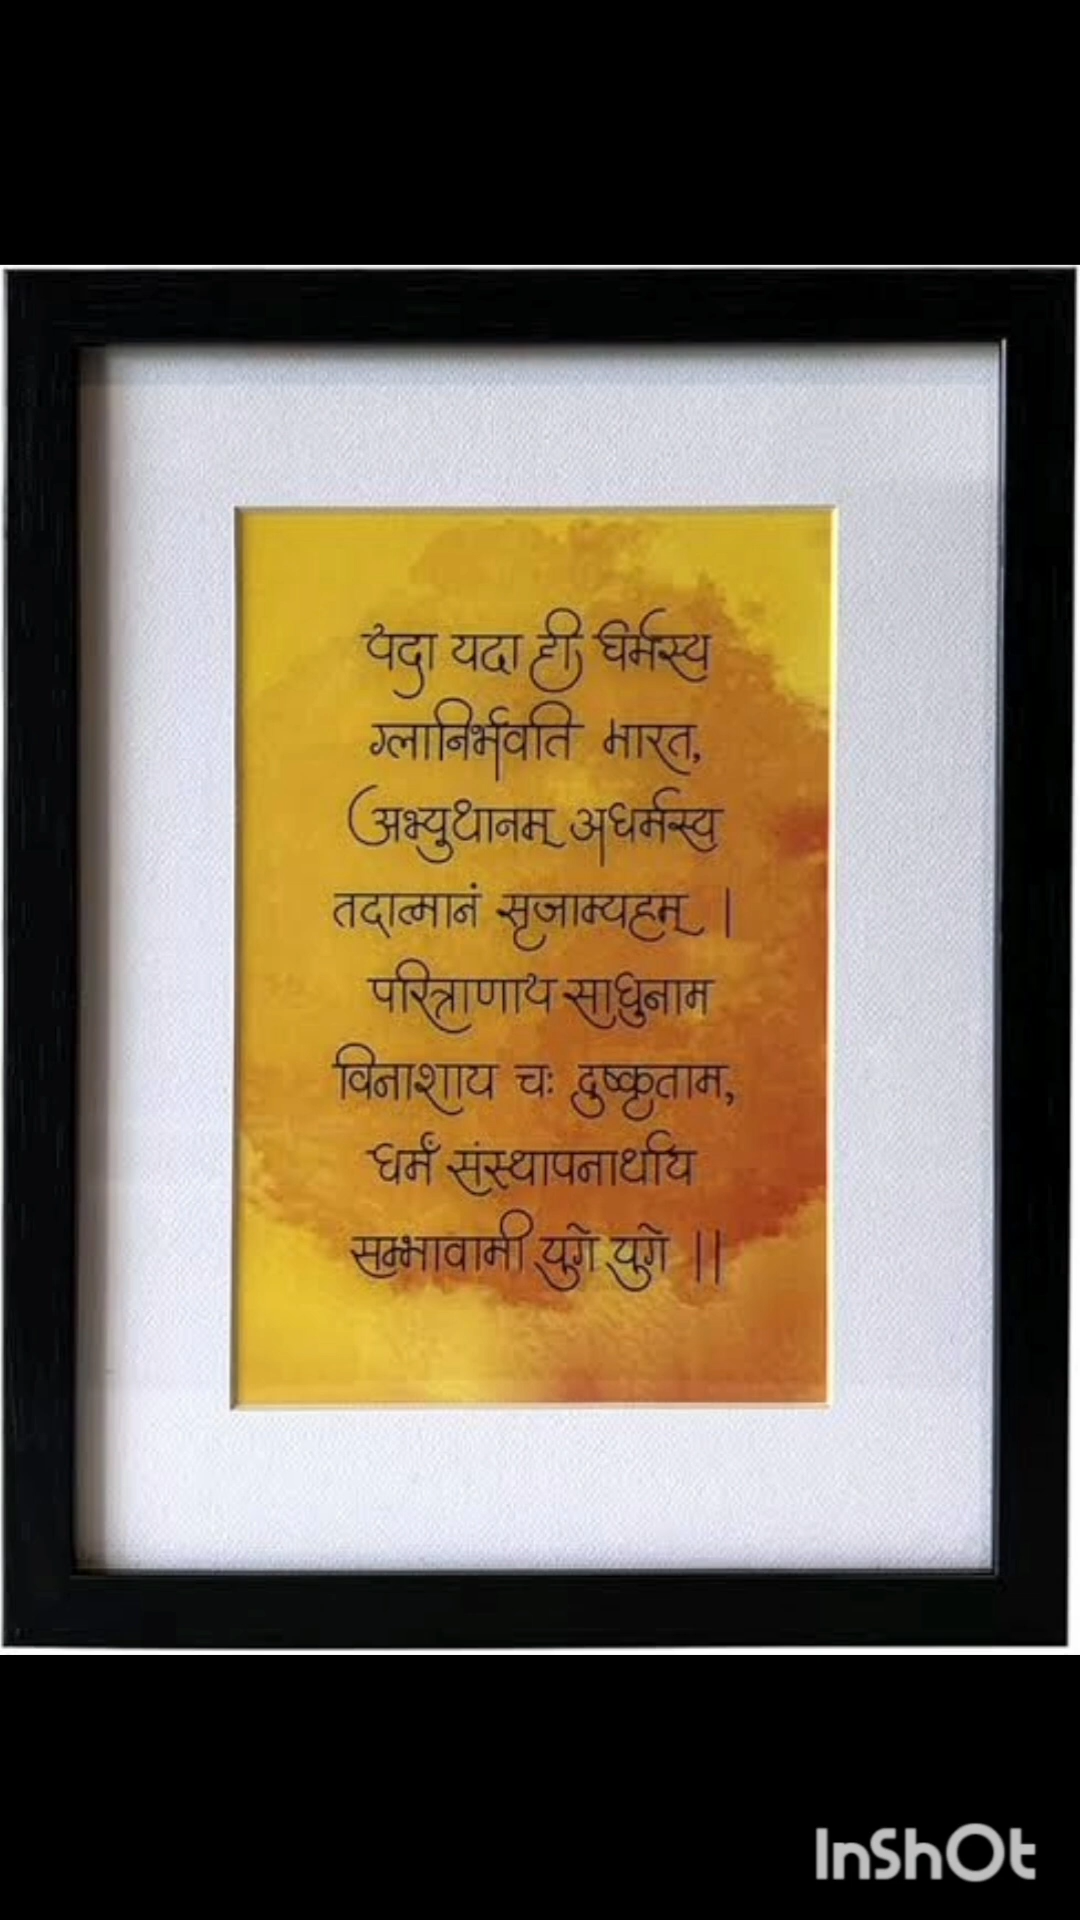 यदा यदा ही धर्मस्य
ग्लानिर्भवति भारत,
अभ्युथानम् अधर्मस्य
तदात्मानं सृजाम्यहम् |
परित्राणाय साधुनाम
विनाशाय चः दुष्कृताम,
धर्मं संस्थापनार्थाय
सम्भावामी युगे युगे ||
InShOt